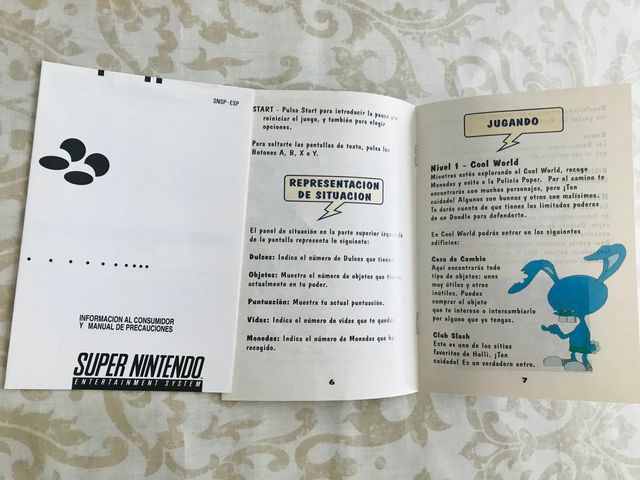 SNSP-ESP
INFORMACION AL CONSUMIDOR
Y MANUAL DE PRECAUCIONES
SUPER NINTENDO
ENTERTAINMENT SYSTEM
START - Pulsa Start para introducir la pausa y/o
reiniciar el juego, y también para elegir
opciones.
Para saltarte las pantallas de texto, pulsa los
Botones A, B, X o Y.
REPRESENTACION
DE SITUACION
El panel de situación en la parte superior izquierda
de la pantalla representa lo siguiente:
Dulces: Indica el número de Dulces que tienes.
Objetos: Muestra el número de objetos que
actualmente en tu poder.
Puntuación: Muestra tu actual puntuación.
Vidas: Indica el número de vidas que te quedan.
Monedas: Indica el número de Monedas que has
recogido.
6
JUGANDO
Nivel 1 - Cool World
Mientras estés explorando el Cool World, recoge
Monedas y evita a la Policía Poper. Por el camino te
encontrarás con muchos personajes, pero ¡Ten
cuidado! Algunos son buenos y otros son malísimos.
Te darás cuenta de que tienes los limitados poderes
de un Doodle para defenderte.
En Cool World podrás entrar en los siguientes
edificios:
Casa de Cambio
Aquí encontrarás todo
tipo de objetos: unos
muy útiles y otros
inútiles. Puedes
comprar el objeto
que te interese o intercambiarlo
por alguno que ya tengas.
Club Slash
Este es uno de los sitios
favoritos de Holli. ¡Ten
cuidado! Es un verdadero antro.
7